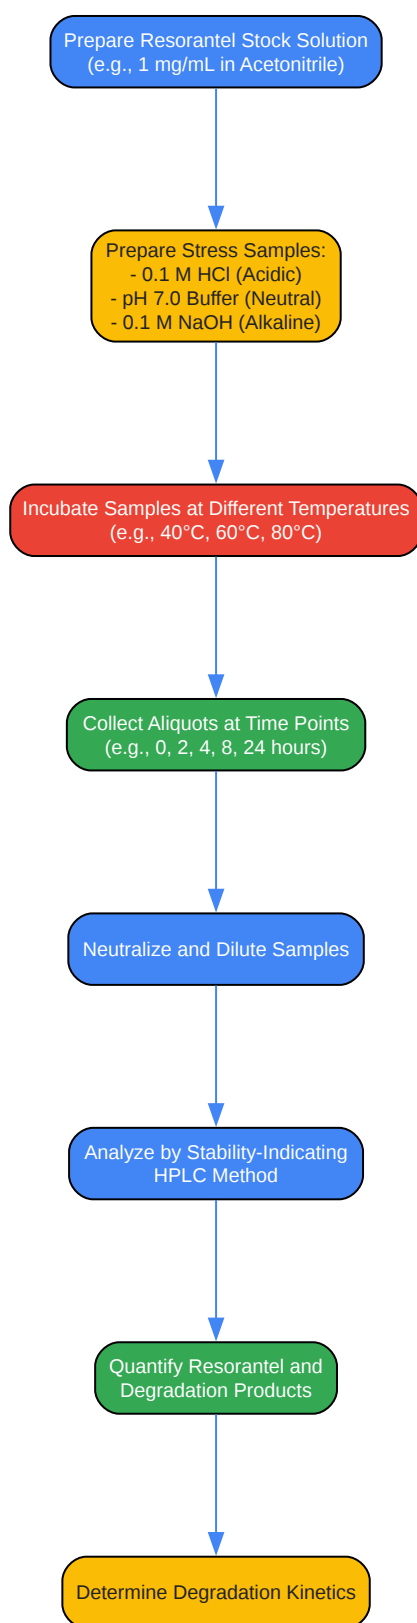 Prepare Resorantel Stock Solution
(e.g., 1 mg/mL in Acetonitrile)
Prepare Stress Samples:
- 0.1 M HCl (Acidic)
- pH 7.0 Buffer (Neutral)
- 0.1 M NaOH (Alkaline)
Incubate Samples at Different Temperatures
(e.g., 40°C, 60°C, 80°C)
Collect Aliquots at Time Points
(e.g., 0, 2, 4, 8, 24 hours)
Neutralize and Dilute Samples
Analyze by Stability-Indicating
HPLC Method
Quantify Resorantel and
Degradation Products
Determine Degradation Kinetics